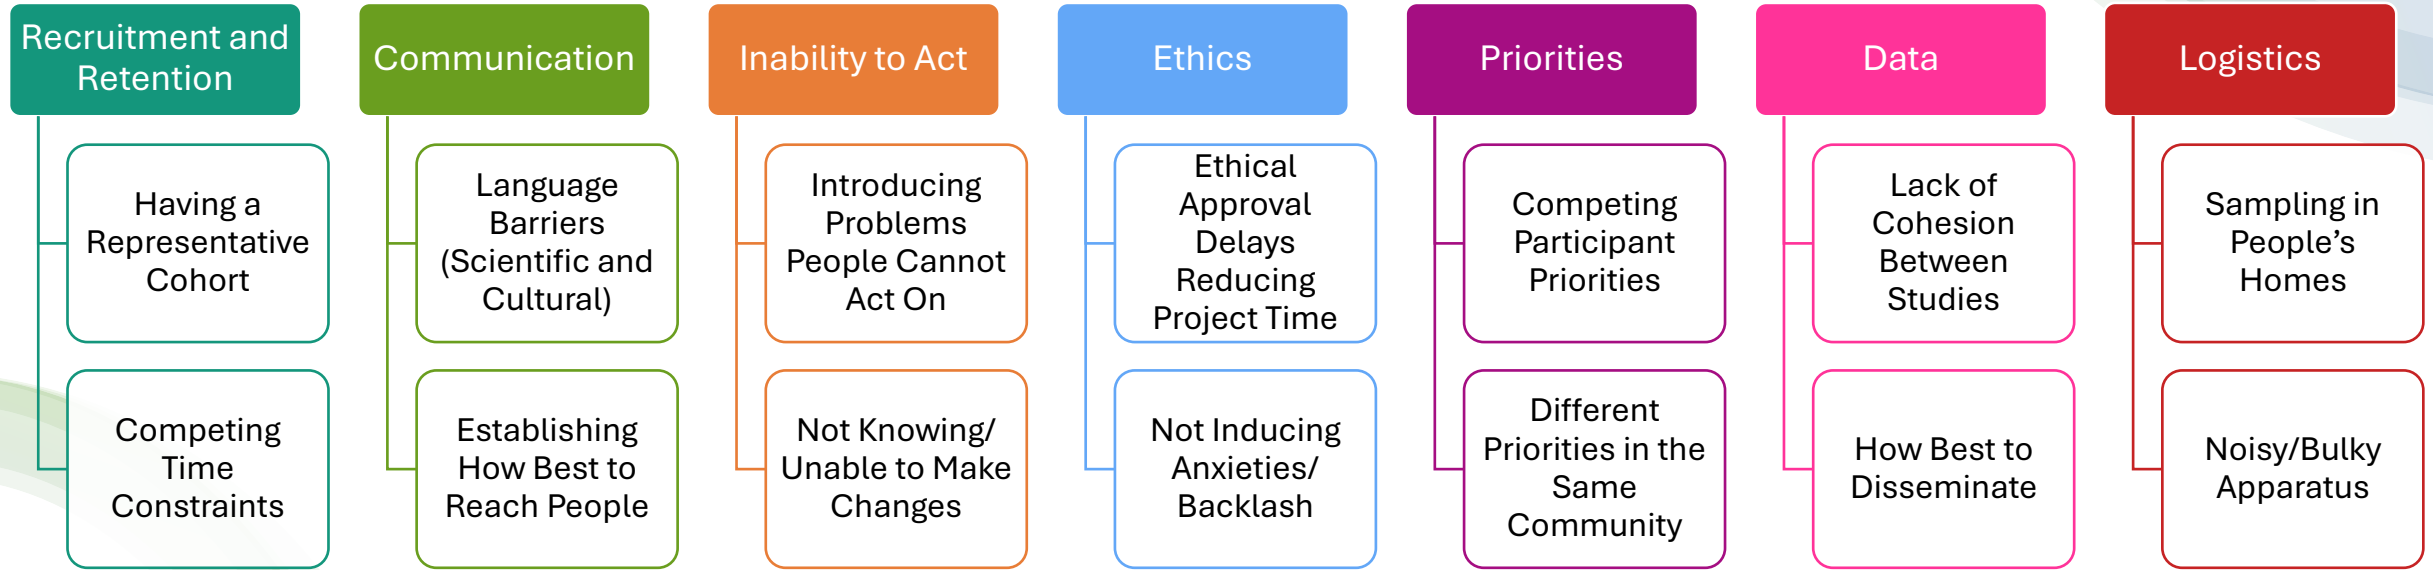 Recruitment and
Retention
Having a
Representative
Cohort
Competing
Time
Constraints
Communication
Language
Barriers
(Scientific and
Cultural)
Establishing
How Best to
Reach People
Inability to Act
Introducing
Problems
People Cannot
Act On
Not Knowing/
Unable to Make
Changes
Ethics
Ethical
Approval
Delays
Reducing
Project Time
Not Inducing
Anxieties/
Backlash
Priorities
Competing
Participant
Priorities
Different
Priorities in the
Same
Community
Data
Lack of
Cohesion
Between
Studies
How Best to
Disseminate
Logistics
Sampling in
People’s
Homes
Noisy/Bulky
Apparatus